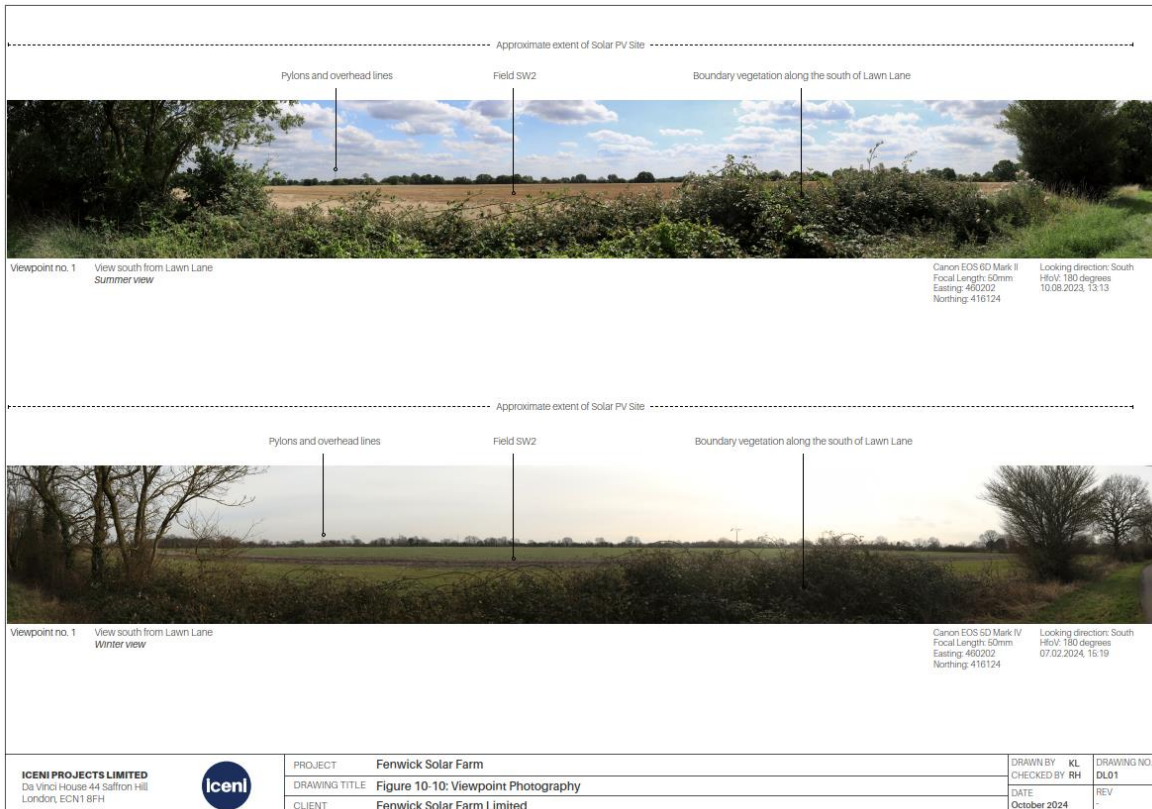 Approximate extent of Solar PV Site
Pylons and overhead lines
Field SW2
Boundary vegetation along the south of Lawn Lane
Viewpoint no. 1
View south from Lawn Lane
Summer view
Canon EOS 6D Mark II
Focal Length: 50mm
Easting: 460202
Northing: 416124
Looking direction: South
HfoV: 180 degrees
10.08.2023, 13:13
Approximate extent of Solar PV Site
Pylons and overhead lines
Field SW2
Boundary vegetation along the south of Lawn Lane
Viewpoint no. 1
View south from Lawn Lane
Winter view
Canon EOS 5D Mark IV
Focal Length: 50mm
Easting: 460202
Northing: 416124
Looking direction: South
HfoV: 180 degrees
07.02.2024, 15:19
ICENI PROJECTS LIMITED
Da Vinci House 44 Saffron Hill
London, ECN1 8FH
iceni
PROJECT Fenwick Solar Farm
DRAWING TITLE Figure 10-10: Viewpoint Photography
CLIENT Fenwick Solar Farm Limited
DRAWN BY KL
CHECKED BY RH
DATE
October 2024
DRAWING NO.
DL01
REV
-